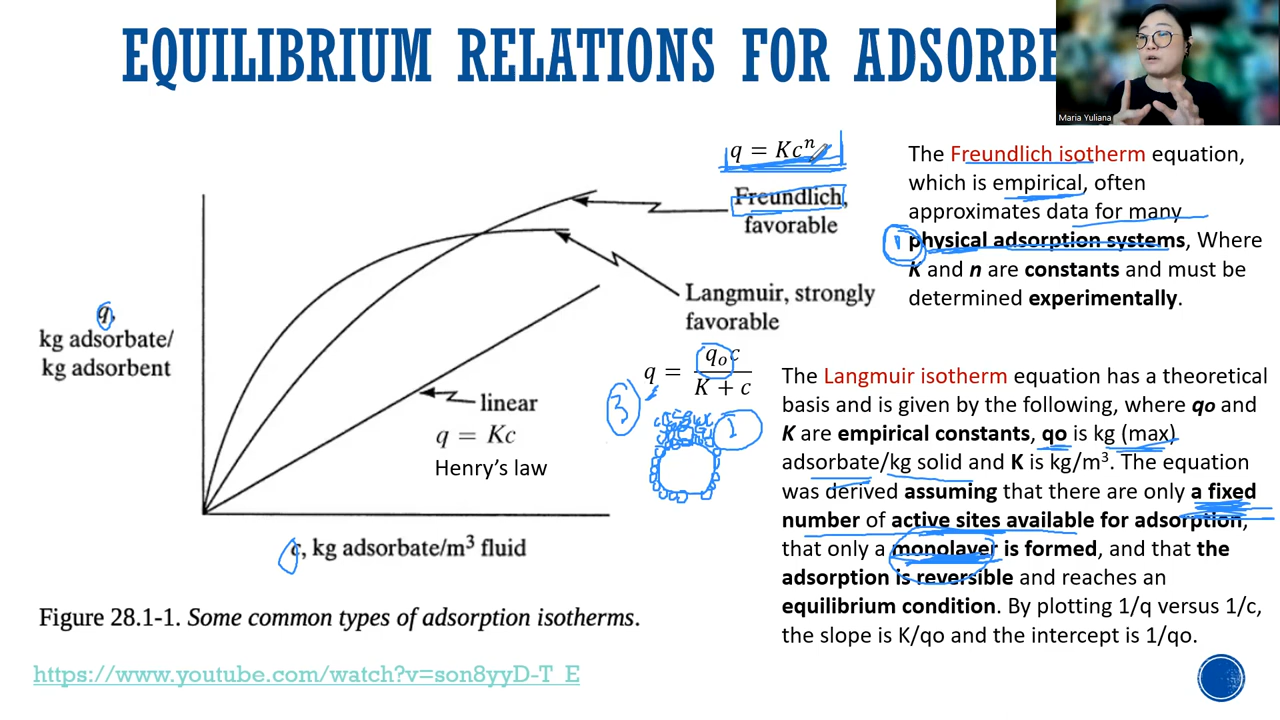 EQUILIBRIUM RELATIONS FOR ADSORBE
Maria Yuliana
q = Kcⁿ
Freundlich,
favorable
Langmuir, strongly
favorable
q,
kg adsorbate/
kg adsorbent
linear
q = Kc
Henry's law
c, kg adsorbate/m³ fluid
Figure 28.1-1. Some common types of adsorption isotherms.
https://www.youtube.com/watch?v=son8yyD-T_E
The Freundlich isotherm equation,
which is empirical, often
approximates data for many
physical adsorption systems, Where
K and n are constants and must be
determined experimentally.
1
q = qₒc / K + c
3
1
The Langmuir isotherm equation has a theoretical
basis and is given by the following, where qo and
K are empirical constants, qo is kg (max)
adsorbate/kg solid and K is kg/m³. The equation
was derived assuming that there are only a fixed
number of active sites available for adsorption,
that only a monolayer is formed, and that the
adsorption is reversible and reaches an
equilibrium condition. By plotting 1/q versus 1/c,
the slope is K/qo and the intercept is 1/qo.